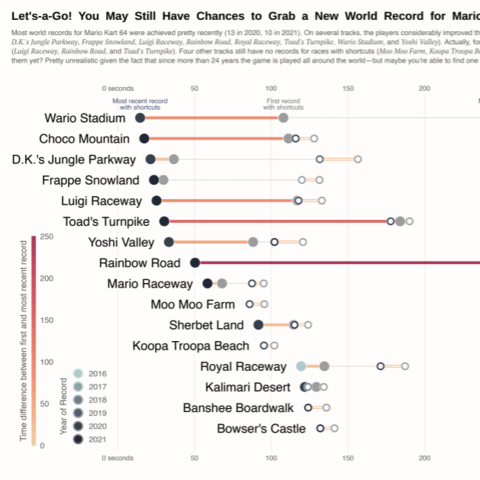 Let's-a-Go! You May Still Have Chances to Grab a New World Record for Mario
Most world records for Mario Kart 64 were achieved pretty recently (13 in 2020, 10 in 2021). On several tracks, the players considerably improved th
D.K.'s Jungle Parkway, Frappe Snowland, Luigi Raceway, Rainbow Road, Royal Raceway, Toad's Turnpike, Wario Stadium, and Yoshi Valley). Actually, for
(Luigi Raceway, Rainbow Road, and Toad's Turnpike). Four other tracks still have no records for races with shortcuts (Moo Moo Farm, Koopa Troopa B
them yet? Pretty unrealistic given the fact that since more than 24 years the game is played all around the world—but maybe you're able to find one
0 seconds 50 100 150 200
Most recent record
with shortcuts
First record
with shortcuts
Wario Stadium
Choco Mountain
D.K.'s Jungle Parkway
Frappe Snowland
Luigi Raceway
Toad's Turnpike
Yoshi Valley
Rainbow Road
Mario Raceway
Moo Moo Farm
Sherbet Land
Koopa Troopa Beach
Royal Raceway
Kalimari Desert
Banshee Boardwalk
Bowser's Castle
Time difference between first and most recent record
250
200
150
100
50
0
Year of Record
2016
2017
2018
2019
2020
2021
0 seconds 50 100 150 200